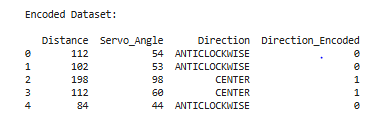 Encoded Dataset:
Distance Servo_Angle Direction Direction_Encoded
0 112 54 ANTICLOCKWISE 0
1 102 53 ANTICLOCKWISE 0
2 198 98 CENTER 1
3 112 60 CENTER 1
4 84 44 ANTICLOCKWISE 0